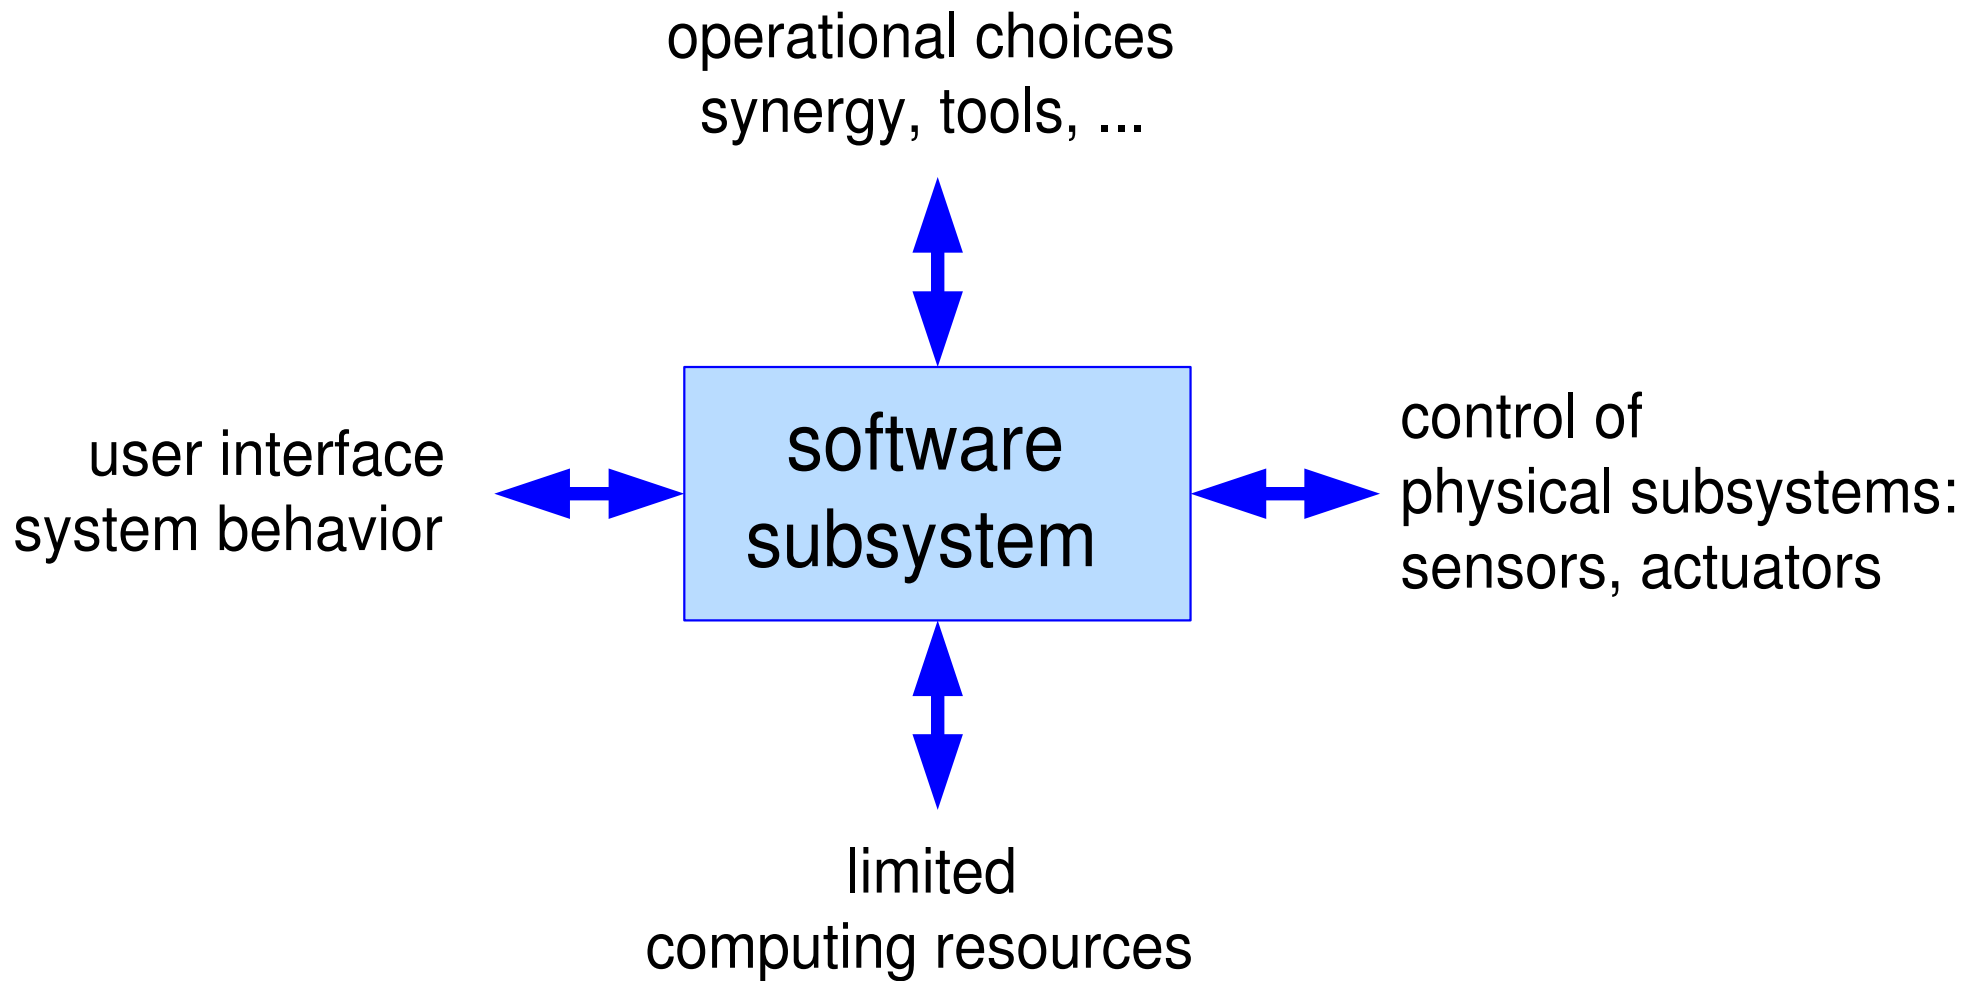 operational choices
synergy, tools, ...
user interface
system behavior
software
subsystem
control of
physical subsystems:
sensors, actuators
limited
computing resources